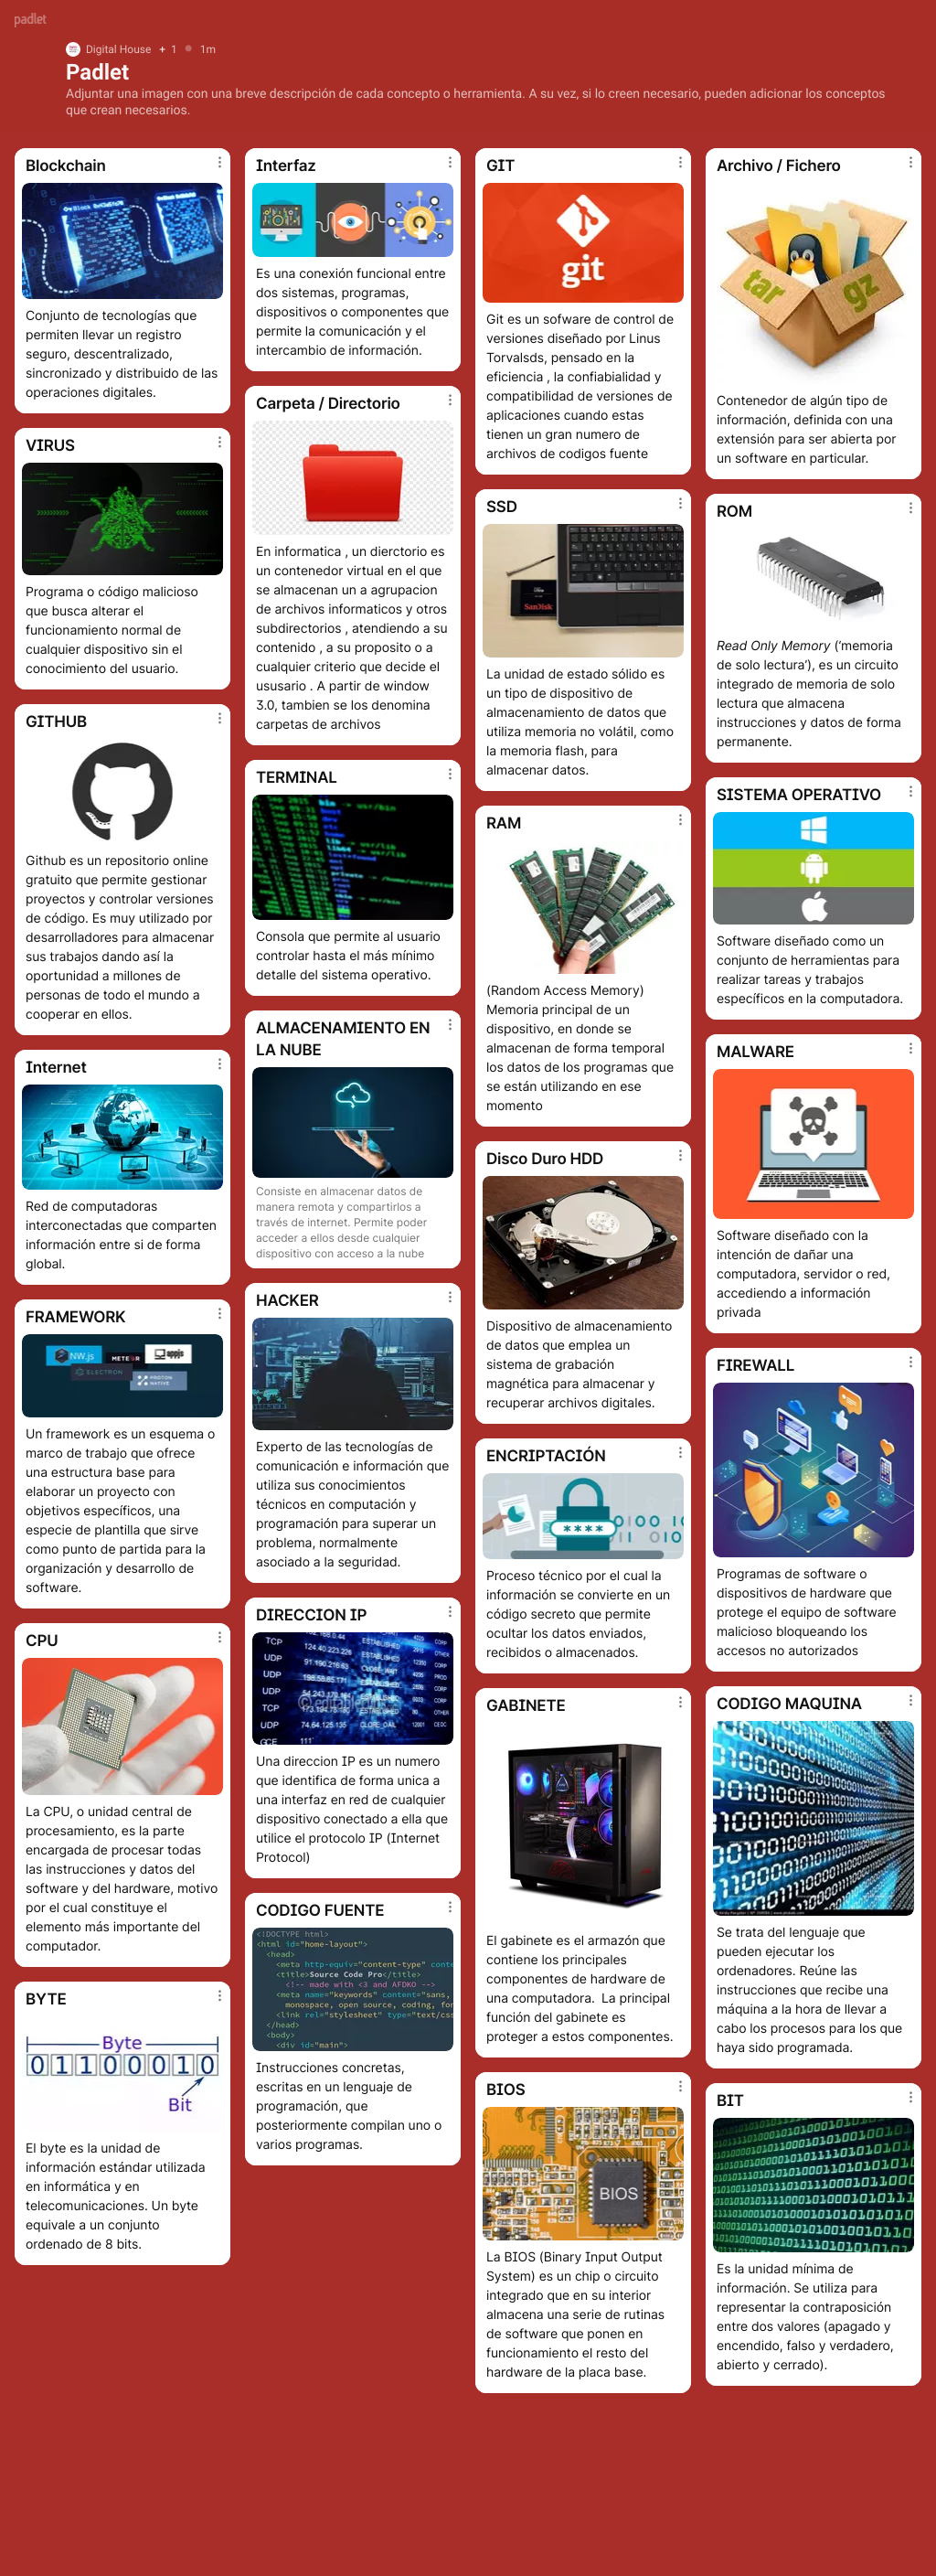 padlet
Digital House + 1 1m
Padlet
Adjuntar una imagen con una breve descripción de cada concepto o herramienta. A su vez, si lo creen necesario, pueden adicionar los conceptos
que crean necesarios.
Blockchain
Conjunto de tecnologías que
permiten llevar un registro
seguro, descentralizado,
sincronizado y distribuido de las
operaciones digitales.
VIRUS
Programa o código malicioso
que busca alterar el
funcionamiento normal de
cualquier dispositivo sin el
conocimiento del usuario.
GITHUB
Github es un repositorio online
gratuito que permite gestionar
proyectos y controlar versiones
de código. Es muy utilizado por
desarrolladores para almacenar
sus trabajos dando así la
oportunidad a millones de
personas de todo el mundo a
cooperar en ellos.
Internet
Red de computadoras
interconectadas que comparten
información entre si de forma
global.
FRAMEWORK
NW.js
METEOR
appjs
ELECTRON
PROTON
NATIVE
Un framework es un esquema o
marco de trabajo que ofrece
una estructura base para
elaborar un proyecto con
objetivos específicos, una
especie de plantilla que sirve
como punto de partida para la
organización y desarrollo de
software.
CPU
La CPU, o unidad central de
procesamiento, es la parte
encargada de procesar todas
las instrucciones y datos del
software y del hardware, motivo
por el cual constituye el
elemento más importante del
computador.
BYTE
Byte
0 1 1 0 0 0 1 0
Bit
El byte es la unidad de
información estándar utilizada
en informática y en
telecomunicaciones. Un byte
equivale a un conjunto
ordenado de 8 bits.
Interfaz
Es una conexión funcional entre
dos sistemas, programas,
dispositivos o componentes que
permite la comunicación y el
intercambio de información.
Carpeta / Directorio
En informatica , un dierctorio es
un contenedor virtual en el que
se almacenan un a agrupacion
de archivos informaticos y otros
subdirectorios , atendiendo a su
contenido , a su proposito o a
cualquier criterio que decide el
ususario . A partir de window
3.0, tambien se los denomina
carpetas de archivos
TERMINAL
Consola que permite al usuario
controlar hasta el más mínimo
detalle del sistema operativo.
ALMACENAMIENTO EN
LA NUBE
Consiste en almacenar datos de
manera remota y compartirlos a
través de internet. Permite poder
acceder a ellos desde cualquier
dispositivo con acceso a la nube
HACKER
Experto de las tecnologías de
comunicación e información que
utiliza sus conocimientos
técnicos en computación y
programación para superar un
problema, normalmente
asociado a la seguridad.
DIRECCION IP
TCP
UDP
UDP
TCP
UDP
Una direccion IP es un numero
que identifica de forma unica a
una interfaz en red de cualquier
dispositivo conectado a ella que
utilice el protocolo IP (Internet
Protocol)
CODIGO FUENTE
<!DOCTYPE html>
<html id="home-layout">
<head>
<meta http-equiv="content-type" conte
<title>Source Code Pro</title>
<!-- made with <3 and AFDKO -->
<meta name="keywords" content="sans,
monospace, open source, coding, for
<link rel="stylesheet" type="text/css
</head>
<body>
<div id="main">
Instrucciones concretas,
escritas en un lenguaje de
programación, que
posteriormente compilan uno o
varios programas.
GIT
git
Git es un sofware de control de
versiones diseñado por Linus
Torvalsds, pensado en la
eficiencia , la confiabialidad y
compatibilidad de versiones de
aplicaciones cuando estas
tienen un gran numero de
archivos de codigos fuente
SSD
SanDisk
La unidad de estado sólido es
un tipo de dispositivo de
almacenamiento de datos que
utiliza memoria no volátil, como
la memoria flash, para
almacenar datos.
RAM
(Random Access Memory)
Memoria principal de un
dispositivo, en donde se
almacenan de forma temporal
los datos de los programas que
se están utilizando en ese
momento
Disco Duro HDD
Dispositivo de almacenamiento
de datos que emplea un
sistema de grabación
magnética para almacenar y
recuperar archivos digitales.
ENCRIPTACIÓN
****
Proceso técnico por el cual la
información se convierte en un
código secreto que permite
ocultar los datos enviados,
recibidos o almacenados.
GABINETE
El gabinete es el armazón que
contiene los principales
componentes de hardware de
una computadora. La principal
función del gabinete es
proteger a estos componentes.
BIOS
BIOS
La BIOS (Binary Input Output
System) es un chip o circuito
integrado que en su interior
almacena una serie de rutinas
de software que ponen en
funcionamiento el resto del
hardware de la placa base.
Archivo / Fichero
tar gz
Contenedor de algún tipo de
información, definida con una
extensión para ser abierta por
un software en particular.
ROM
Read Only Memory ('memoria
de solo lectura'), es un circuito
integrado de memoria de solo
lectura que almacena
instrucciones y datos de forma
permanente.
SISTEMA OPERATIVO
Software diseñado como un
conjunto de herramientas para
realizar tareas y trabajos
específicos en la computadora.
MALWARE
Software diseñado con la
intención de dañar una
computadora, servidor o red,
accediendo a información
privada
FIREWALL
Programas de software o
dispositivos de hardware que
protege el equipo de software
malicioso bloqueando los
accesos no autorizados
CODIGO MAQUINA
Se trata del lenguaje que
pueden ejecutar los
ordenadores. Reúne las
instrucciones que recibe una
máquina a la hora de llevar a
cabo los procesos para los que
haya sido programada.
BIT
Es la unidad mínima de
información. Se utiliza para
representar la contraposición
entre dos valores (apagado y
encendido, falso y verdadero,
abierto y cerrado).